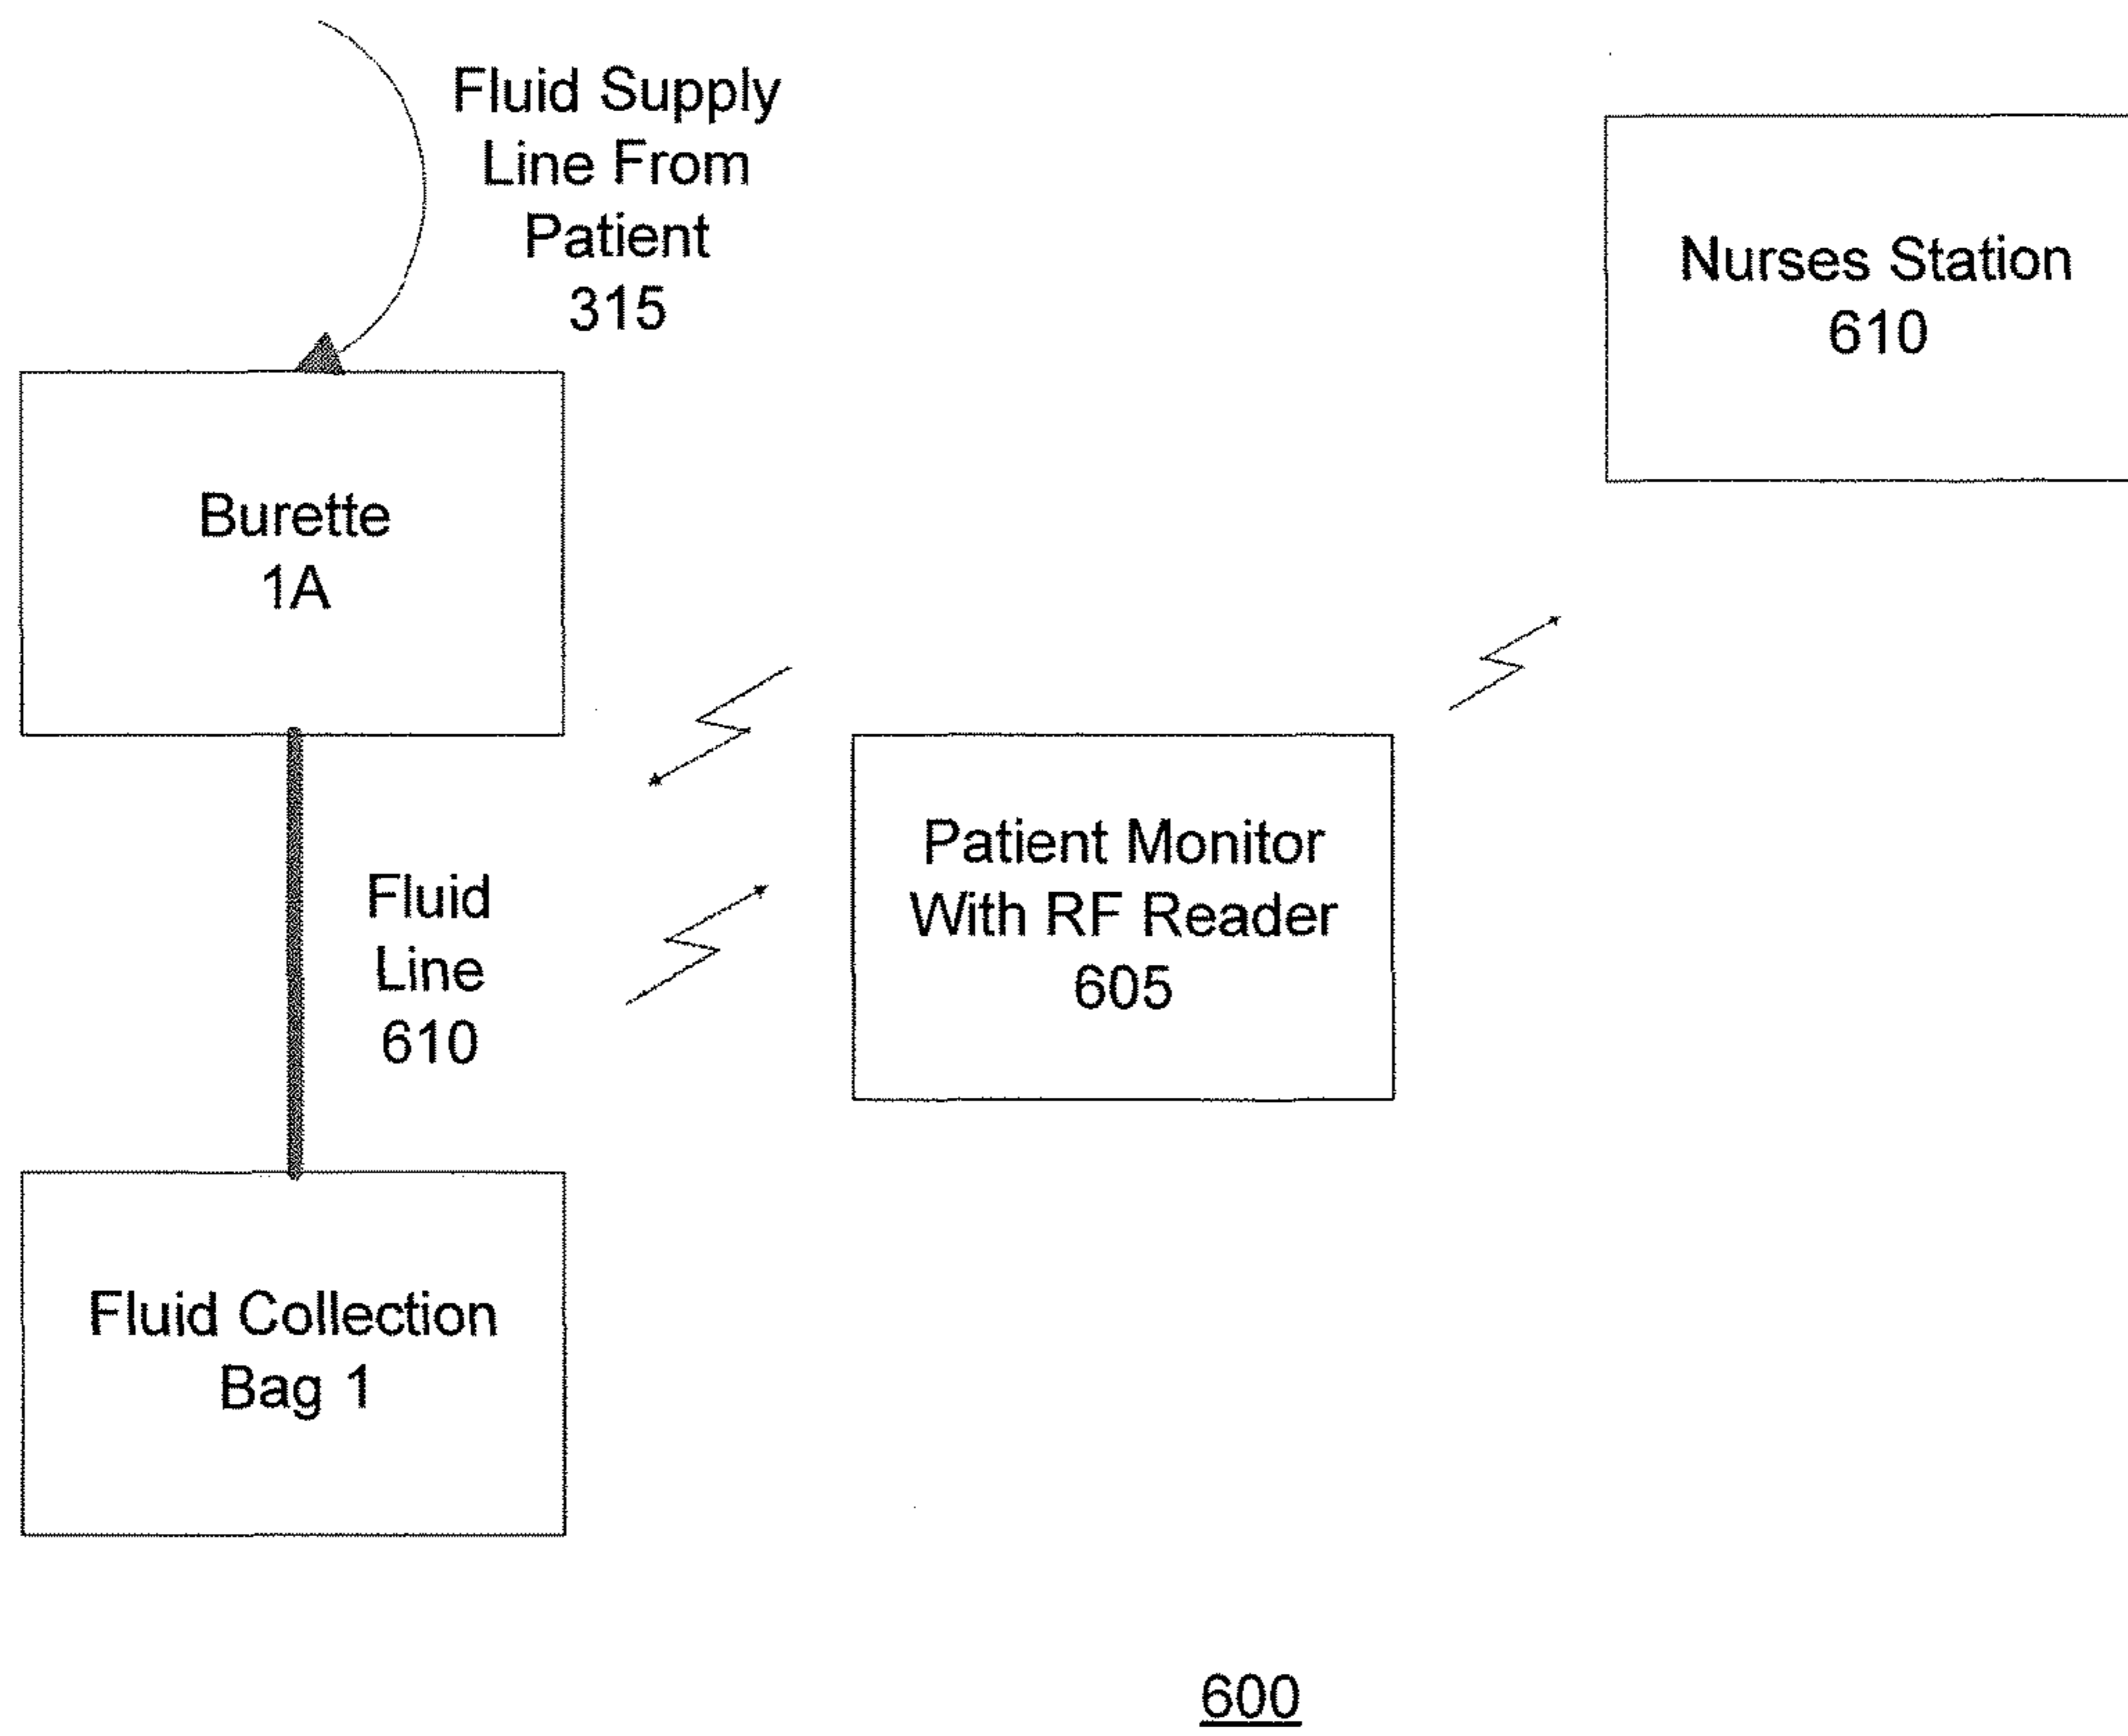 Fluid Supply
Line From
Patient
315
Nurses Station
610
Burette
1A
Patient Monitor
With RF Reader
605
Fluid
Line
610
Fluid Collection
Bag 1
600